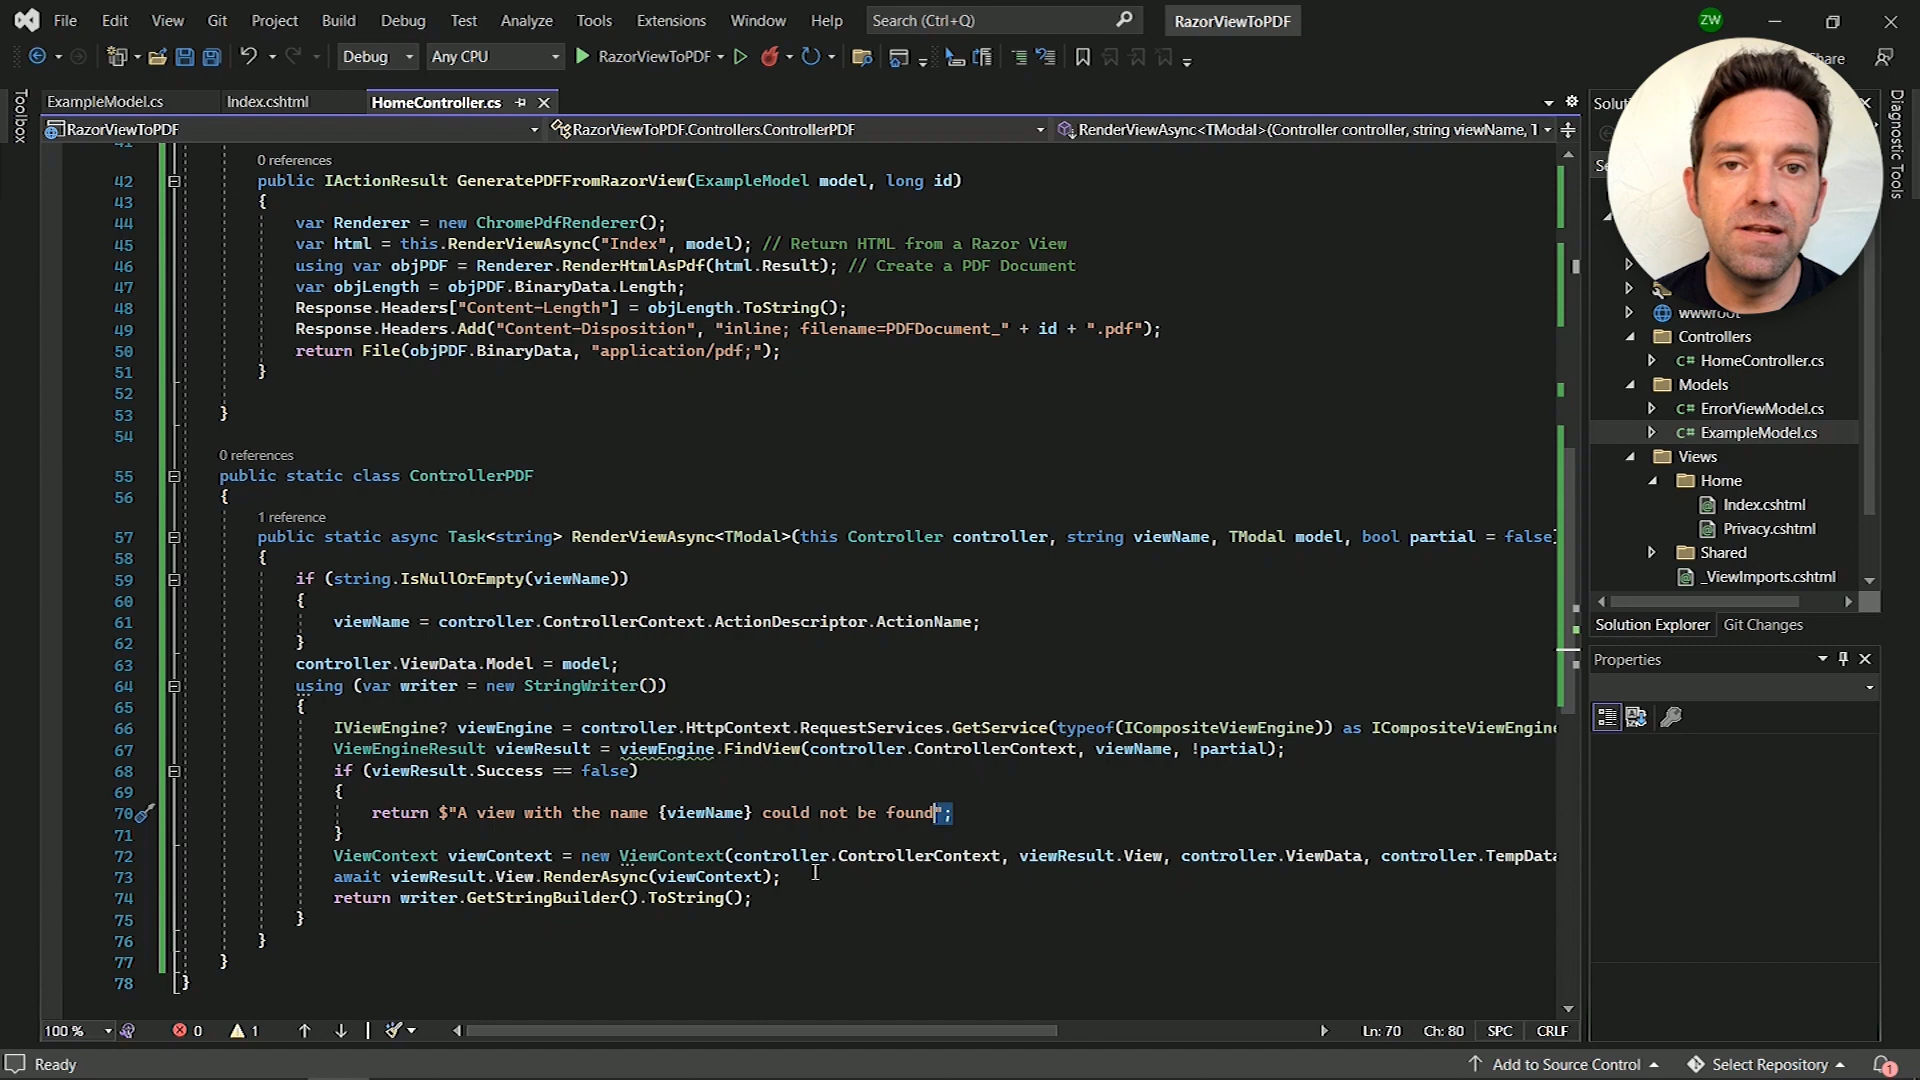 File Edit View Git Project Build Debug Test Analyze Tools Extensions Window Help Search (Ctrl+Q) RazorViewToPDF ZW
Debug Any CPU RazorViewToPDF
Toolbox
ExampleModel.cs Index.cshtml HomeController.cs
RazorViewToPDF RazorViewToPDF.Controllers.ControllerPDF RenderViewAsync<TModal>(Controller controller, string viewName, T
41
0 references
42 public IActionResult GeneratePDFFromRazorView(ExampleModel model, long id)
43 {
44 var Renderer = new ChromePdfRenderer();
45 var html = this.RenderViewAsync("Index", model); // Return HTML from a Razor View
46 using var objPDF = Renderer.RenderHtmlAsPdf(html.Result); // Create a PDF Document
47 var objLength = objPDF.BinaryData.Length;
48 Response.Headers["Content-Length"] = objLength.ToString();
49 Response.Headers.Add("Content-Disposition", "inline; filename=PDFDocument_" + id + ".pdf");
50 return File(objPDF.BinaryData, "application/pdf;");
51 }
52
53 }
54
0 references
55 public static class ControllerPDF
56 {
1 reference
57 public static async Task<string> RenderViewAsync<TModal>(this Controller controller, string viewName, TModal model, bool partial = false)
58 {
59 if (string.IsNullOrEmpty(viewName))
60 {
61 viewName = controller.ControllerContext.ActionDescriptor.ActionName;
62 }
63 controller.ViewData.Model = model;
64 using (var writer = new StringWriter())
65 {
66 IViewEngine? viewEngine = controller.HttpContext.RequestServices.GetService(typeof(ICompositeViewEngine)) as ICompositeViewEngine
67 ViewEngineResult viewResult = viewEngine.FindView(controller.ControllerContext, viewName, !partial);
68 if (viewResult.Success == false)
69 {
70 return $"A view with the name {viewName} could not be found";
71 }
72 ViewContext viewContext = new ViewContext(controller.ControllerContext, viewResult.View, controller.ViewData, controller.TempData
73 await viewResult.View.RenderAsync(viewContext);
74 return writer.GetStringBuilder().ToString();
75 }
76 }
77 }
78 }
100 % 0 1 Ln: 70 Ch: 80 SPC CRLF
Ready Add to Source Control Select Repository 1
wwwroot
Controllers
C# HomeController.cs
Models
C# ErrorViewModel.cs
C# ExampleModel.cs
Views
Home
Index.cshtml
Privacy.cshtml
Shared
_ViewImports.cshtml
Solution Explorer Git Changes
Properties
Diagnostic Tools